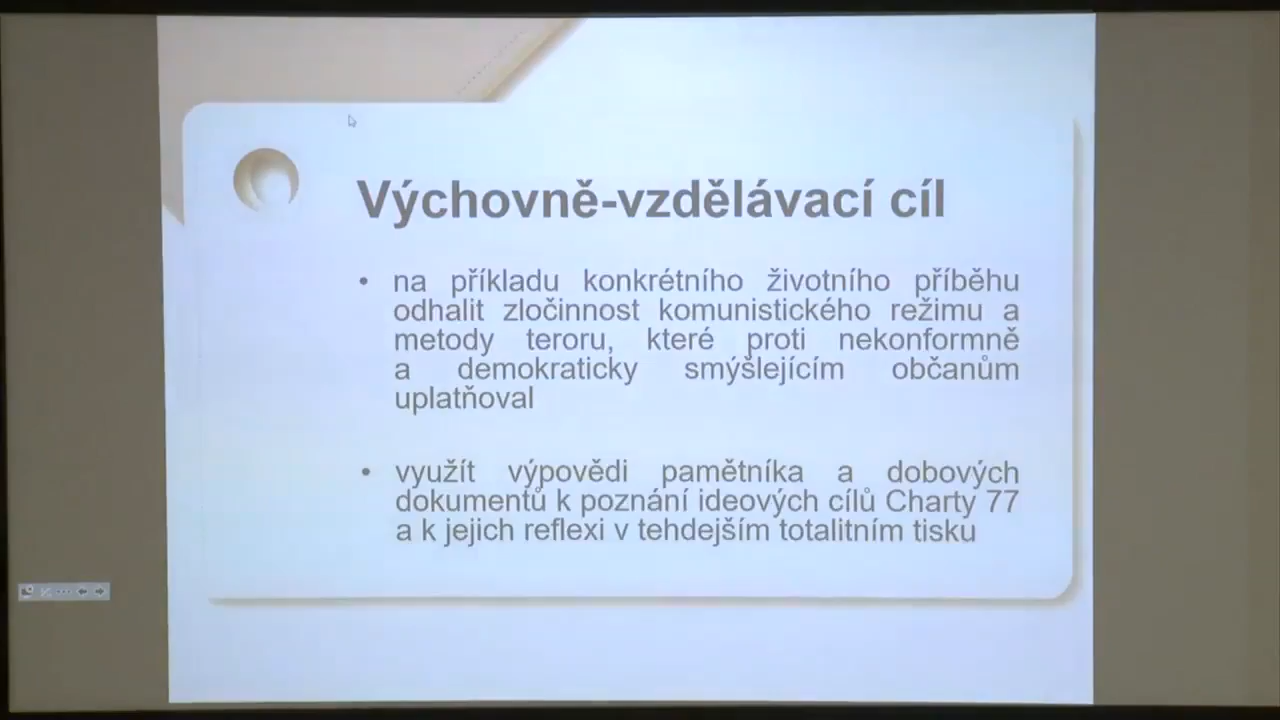 Výchovně-vzdělávací cíl
• na příkladu konkrétního životního příběhu
odhalit zločinnost komunistického režimu a
metody teroru, které proti nekonformně
a demokraticky smýšlejícím občanům
uplatňoval
• využít výpovědi pamětníka a dobových
dokumentů k poznání ideových cílů Charty 77
a k jejich reflexi v tehdejším totalitním tisku